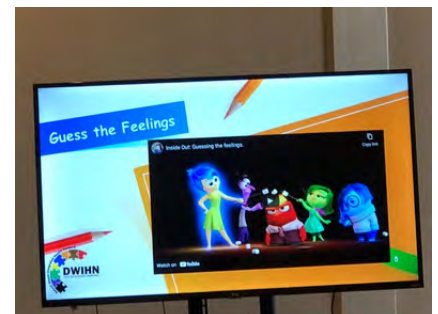 Guess the Feelings
Inside Out: Guessing the feelings.
Copy link
Watch on YouTube
DWIHN